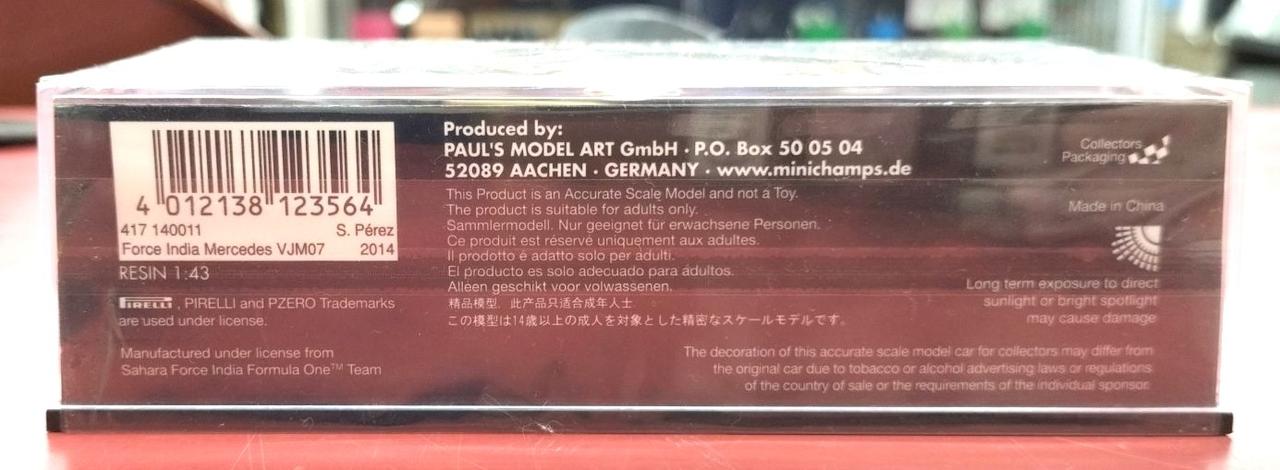 4 012138 123564
417 140011 S. Pérez
Force India Mercedes VJM07 2014
RESIN 1:43
PIRELLI , PIRELLI and PZERO Trademarks
are used under license.
Manufactured under license from
Sahara Force India Formula One™ Team
Produced by:
PAUL'S MODEL ART GmbH · P.O. Box 50 05 04
52089 AACHEN · GERMANY · www.minichamps.de
This Product is an Accurate Scale Model and not a Toy.
The product is suitable for adults only.
Sammlermodell. Nur geeignet für erwachsene Personen.
Ce produit est réservé uniquement aux adultes.
Il prodotto é adatto solo per adulti.
El producto es solo adecuado para ádultos.
Alléen geschikt voor volwassenen.
精品模型, 此产品只适合成年人士
この模型は14歳以上の成人を対象とした精密なスケールモデルです。
Collectors
Packaging
Made in China
Long term exposure to direct
sunlight or bright spotlight
may cause damage
The decoration of this accurate scale model car for collectors may differ from
the original car due to tobacco or alcohol advertising laws or regulations
of the country of sale or the requirements of the individual sponsor.